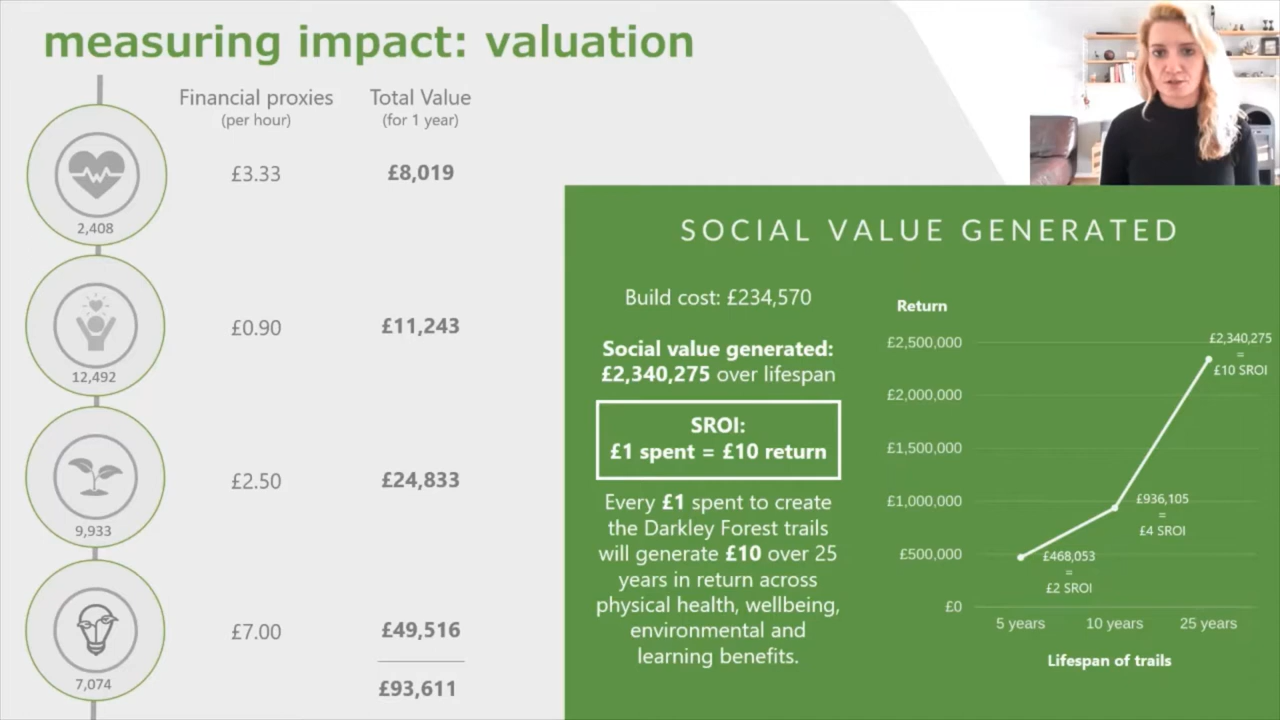 measuring impact: valuation
Financial proxies
(per hour)
Total Value
(for 1 year)
2,408
£3.33
£8,019
12,492
£0.90
£11,243
9,933
£2.50
£24,833
7,074
£7.00
£49,516
£93,611
SOCIAL VALUE GENERATED
Build cost: £234,570
Social value generated:
£2,340,275 over lifespan
SROI:
£1 spent = £10 return
Every £1 spent to create
the Darkley Forest trails
will generate £10 over 25
years in return across
physical health, wellbeing,
environmental and
learning benefits.
Return
£2,500,000
£2,000,000
£1,500,000
£1,000,000
£500,000
£0
£2,340,275
=
£10 SROI
£936,105
=
£4 SROI
£468,053
=
£2 SROI
5 years
10 years
25 years
Lifespan of trails